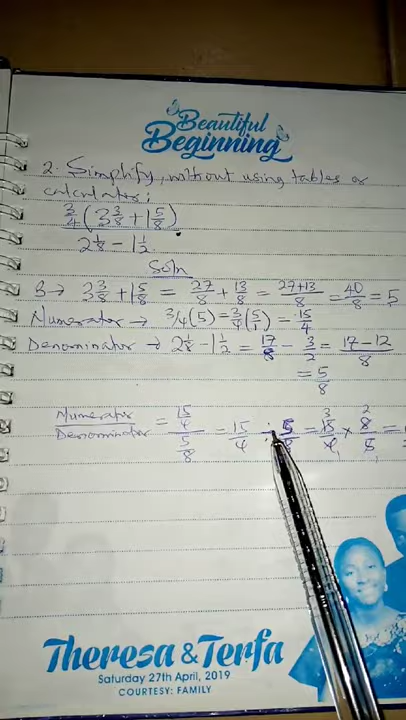 Beautiful
Beginning
2. Simplify, without using tables or
calculator;
3/4 (3 3/8 + 1 5/8)
2 1/8 - 1 1/2
Soln
B → 3 3/8 + 1 5/8 = 27/8 + 13/8 = 27+13/8 = 40/8 = 5
Numerator → 3/4(5) = 3/4(5/1) = 15/4
Denominator → 2 1/8 - 1 1/2 = 17/8 - 3/2 = 17-12/8
= 5/8
Numerator/Denominator = 15/4 / 5/8 = 15/4 ÷ 5/8 = 15/4 × 8/5 =
Theresa & Terfa
Saturday 27th April, 2019
COURTESY: FAMILY